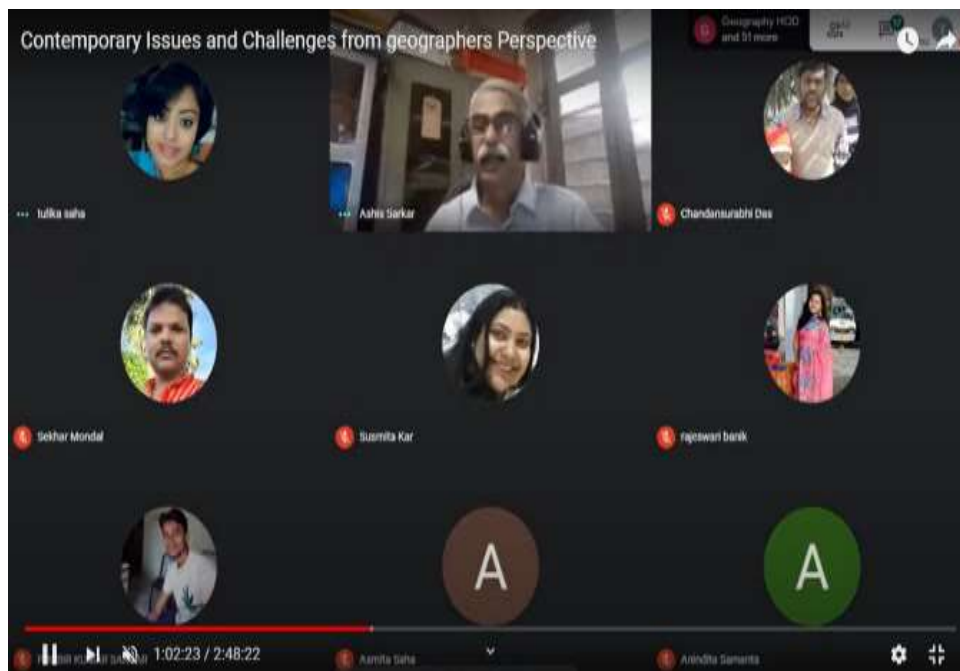 Contemporary Issues and Challenges from geographers Perspective
Geography HOD
and 51 more
tulika saha
Ashis Sarkar
Chandansurabhi Das
Sekhar Mondal
Susmita Kar
rajeswari banik
A
A
1:02:23 / 2:48:22
Asmita Saha
Anindita Samanta